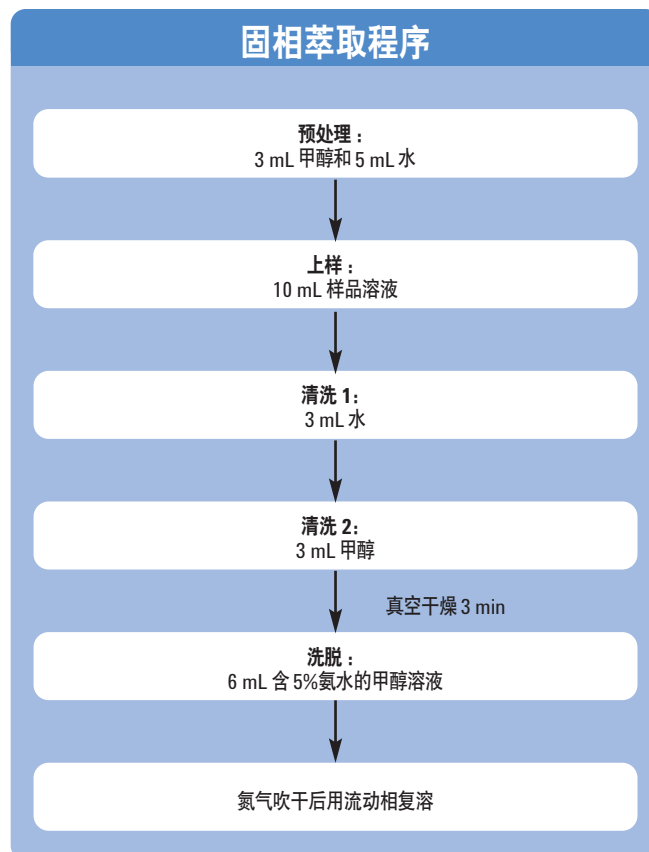 固相萃取程序
预处理：
3 mL 甲醇和 5 mL 水
上样：
10 mL 样品溶液
清洗 1:
3 mL 水
清洗 2:
3 mL 甲醇
真空干燥 3 min
洗脱：
6 mL 含 5%氨水的甲醇溶液
氮气吹干后用流动相复溶